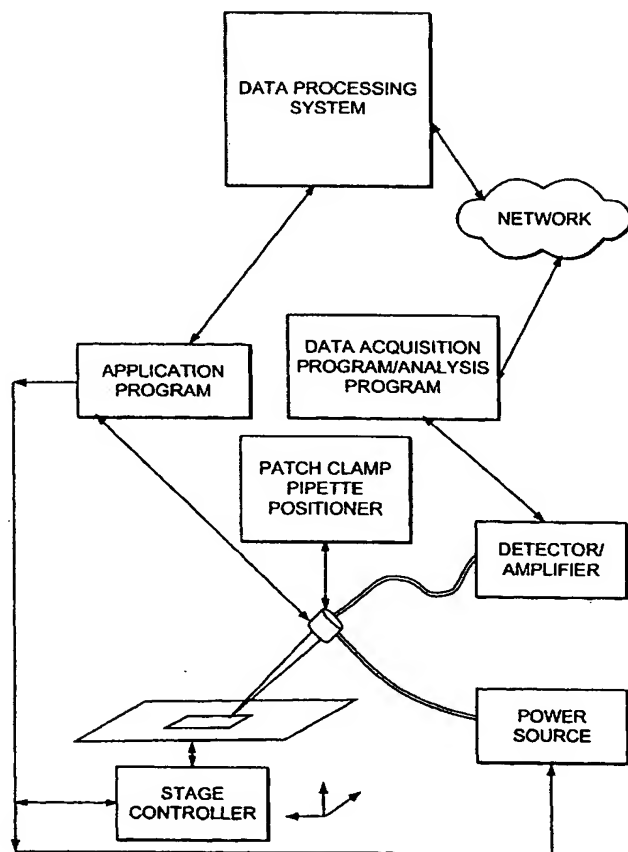 DATA PROCESSING
SYSTEM
NETWORK
DATA ACQUISITION
PROGRAM/ANALYSIS
PROGRAM
APPLICATION
PROGRAM
PATCH CLAMP
PIPETTE
POSITIONER
DETECTOR/
AMPLIFIER
POWER
SOURCE
STAGE
CONTROLLER